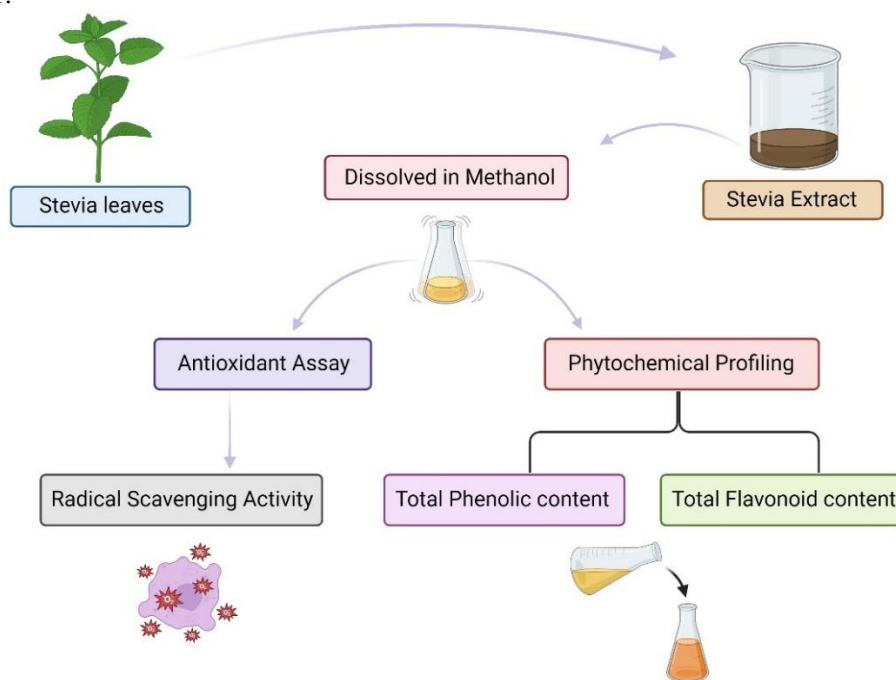 Stevia leaves
Dissolved in Methanol
Stevia Extract
Antioxidant Assay
Phytochemical Profiling
Radical Scavenging Activity
Total Phenolic content
Total Flavonoid content